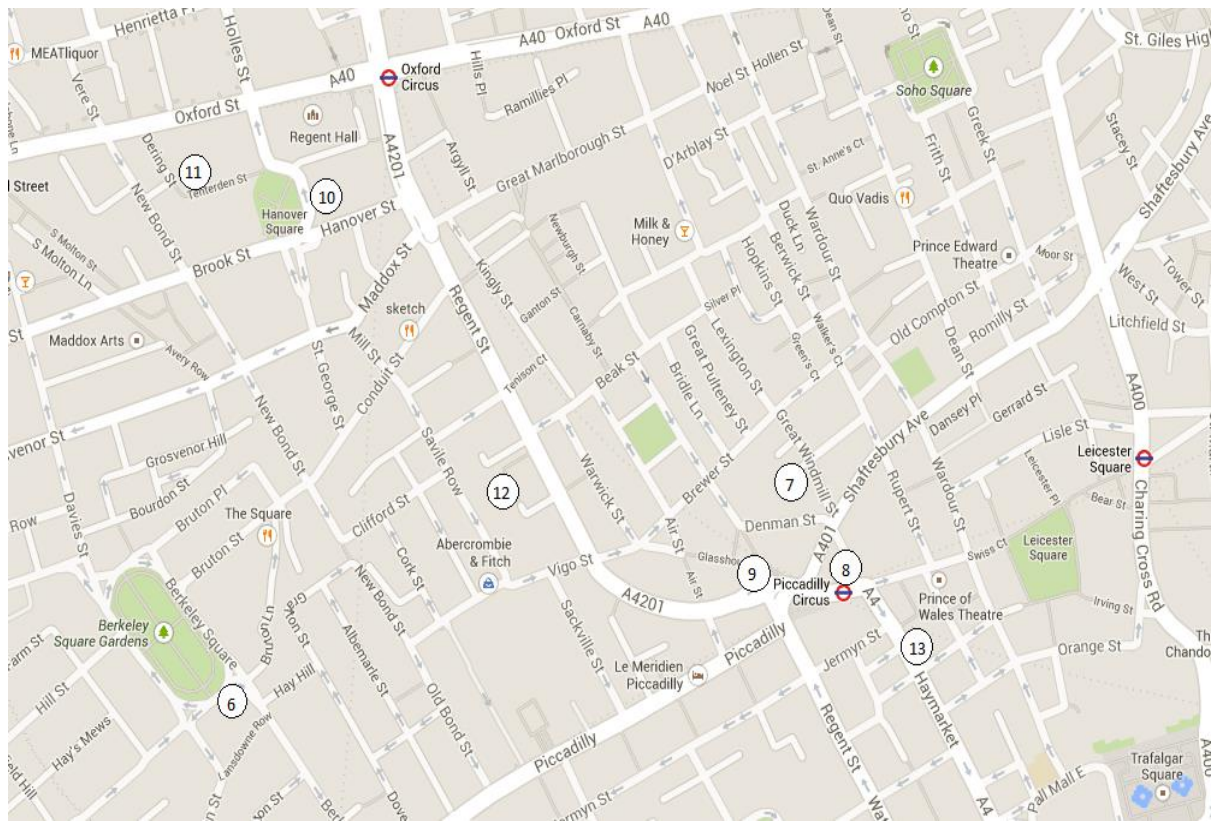 Henrietta Pl
Holles St
MEATliquor
Vere St
Oxford St
A40
A40 Oxford St
A40
Oxford
Circus
Hills Pl
Ramillies Pl
Noel St
Hollen St
Dean St
Soho Square
St. Giles High
Regent Hall
A4201
Argyll St
Great Marlborough St
D'Arblay St
St. Anne's Ct
Frith St
Greek St
Stacey St
Shaftesbury Ave
Dering St
11
Tenterden St
10
Hanover
Square
Hanover St
New Bond St
S Molton St
S Molton Ln
Brook St
Maddox St
Kingly St
Newburgh St
Ganton St
Carnaby St
Milk &
Honey
Duck Ln
Berwick St
Wardour St
Hopkins St
Quo Vadis
Prince Edward
Theatre
Moor St
West St
Tower St
Litchfield St
sketch
Maddox Arts
Avery Row
Mill St
St. George St
Conduit St
Regent St
Tenison Ct
Beak St
Silver Pl
Lexington St
Great Pulteney St
Bridle Ln
Green's Ct
Walker's Ct
Old Compton St
Romilly St
Dean St
A400
Grosvenor Hill
Bourdon St
Bruton Pl
New Bond St
Savile Row
12
Warwick St
Brewer St
Great Windmill St
7
Shaftesbury Ave
Dansey Pl
Gerrard St
Lisle St
Leicester
Square
Davies St
The Square
Bruton St
Clifford St
Cork St
Abercrombie
& Fitch
Vigo St
Air St
Denman St
A401
Rupert St
Wardour St
Leicester Pl
Bear St
Leicester
Square
Charing Cross Rd
Swiss Ct
9
8
Piccadilly
Circus
A4
Prince of
Wales Theatre
Irving St
Berkeley
Square Gardens
Berkeley Square
Bruton Ln
New Bond St
Albemarle St
A4201
Sackville St
Air St
Piccadilly
Jermyn St
13
Orange St
Hill St
6
Hay Hill
Old Bond St
Le Meridien
Piccadilly
Haymarket
Hay's Mews
Lansdowne Row
Piccadilly
Regent St
Trafalgar
Square
A400
Pall Mall E
A4
Jermyn St